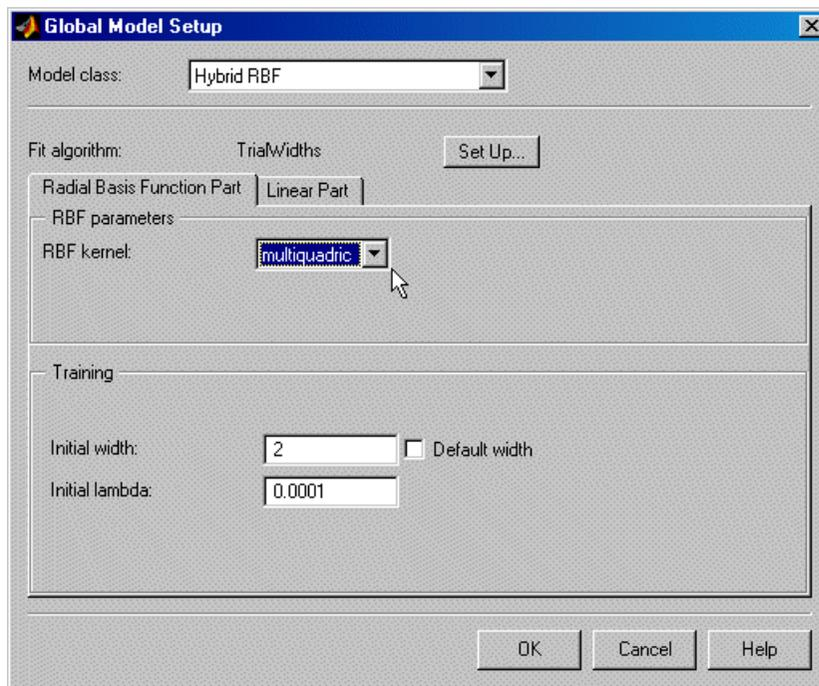 Global Model Setup
Model class: Hybrid RBF
Fit algorithm: TrialWidths Set Up...
Radial Basis Function Part Linear Part
RBF parameters
RBF kernel: multiquadric
Training
Initial width: 2 Default width
Initial lambda: 0.0001
OK Cancel Help